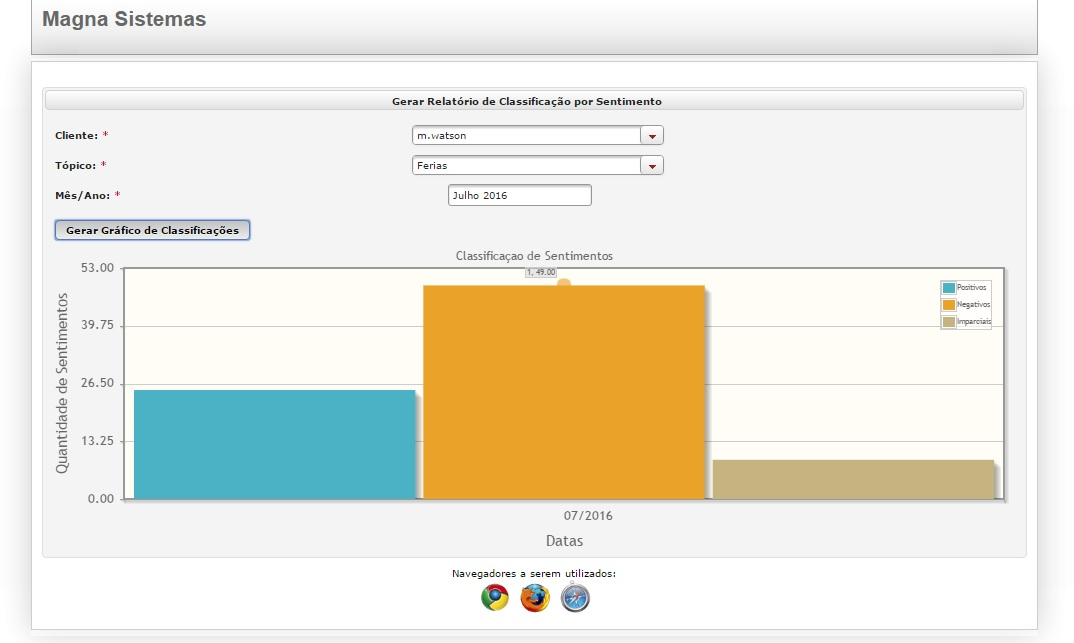 Magna Sistemas
Gerar Relatório de Classificação por Sentimento
Cliente: * m.watson
Tópico: * Ferias
Mês/Ano: * Julho 2016
Gerar Gráfico de Classificações
Classificaçao de Sentimentos
1, 49.00
53.00
39.75
26.50
13.25
0.00
Quantidade de Sentimentos
Positivos
Negativos
Imparciais
07/2016
Datas
Navegadores a serem utilizados: